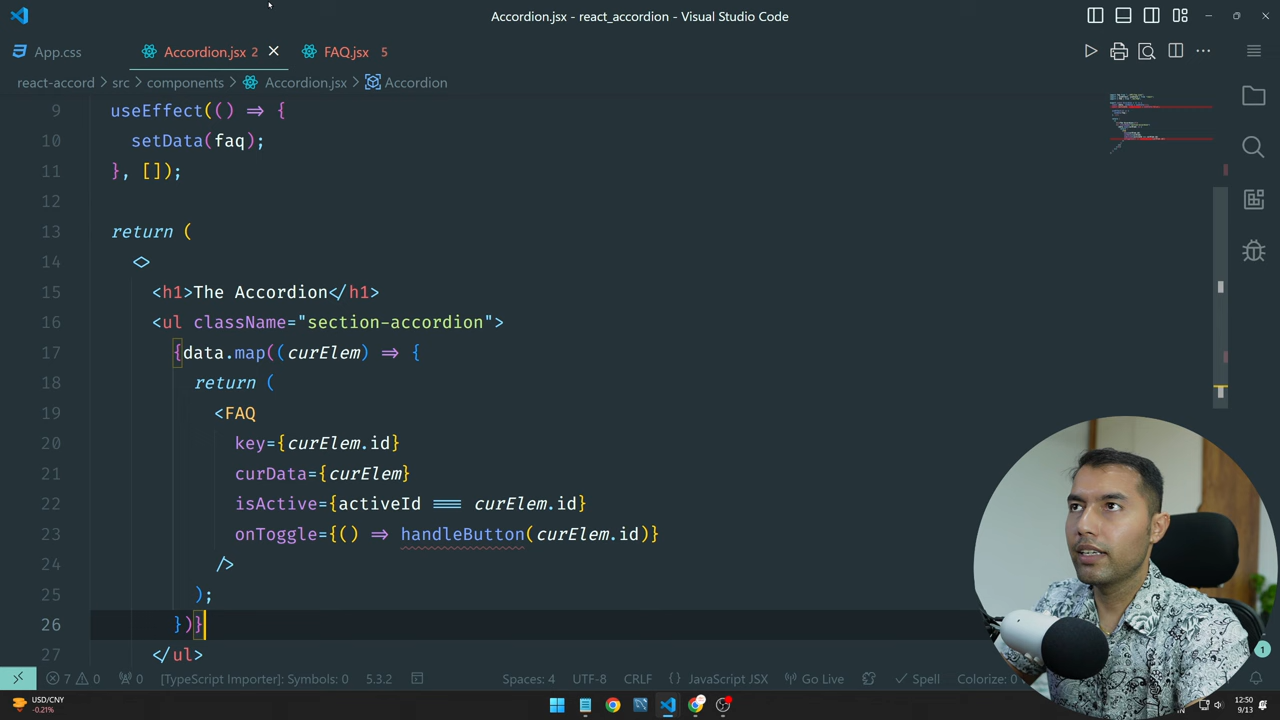 Accordion.jsx - react_accordion - Visual Studio Code
App.css
Accordion.jsx 2
FAQ.jsx 5
react-accord > src > components > Accordion.jsx > Accordion
9 useEffect(() => {
10 setData(faq);
11 }, []);
12
13 return (
14 <>
15 <h1>The Accordion</h1>
16 <ul className="section-accordion">
17 {data.map((curElem) => {
18 return (
19 <FAQ
20 key={curElem.id}
21 curData={curElem}
22 isActive={activeId === curElem.id}
23 onToggle={() => handleButton(curElem.id)}
24 />
25 );
26 })}
27 </ul>
7 0 0 [TypeScript Importer]: Symbols: 0 5.3.2 Spaces: 4 UTF-8 CRLF {} JavaScript JSX Go Live Spell Colorize: 0
1
USD/CNY
-0.21%
12:50
9/13